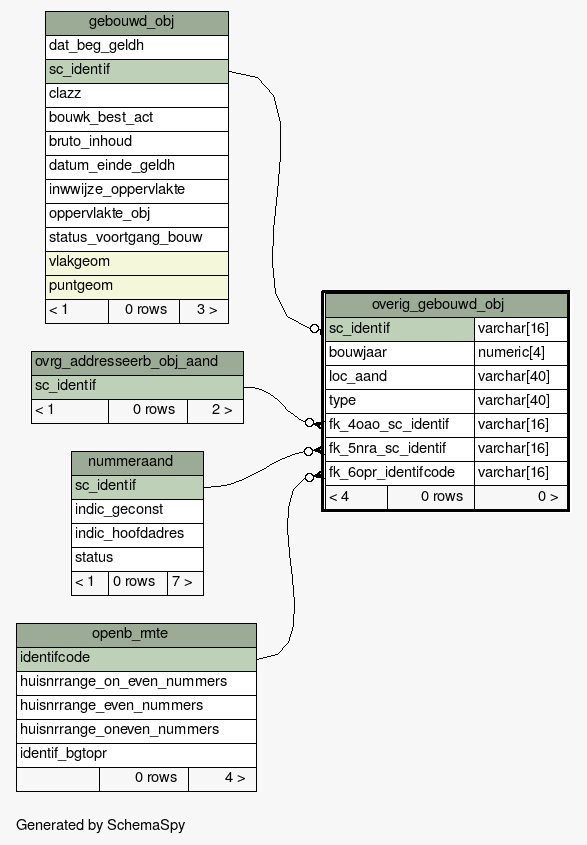 gebouwd_obj
dat_beg_geldh
sc_identif
clazz
bouwk_best_act
bruto_inhoud
datum_einde_geldh
inwwijze_oppervlakte
oppervlakte_obj
status_voortgang_bouw
vlakgeom
puntgeom
< 1 0 rows 3 >
overig_gebouwd_obj
sc_identif varchar[16]
bouwjaar numeric[4]
loc_aand varchar[40]
type varchar[40]
fk_4oao_sc_identif varchar[16]
fk_5nra_sc_identif varchar[16]
fk_6opr_identifcode varchar[16]
< 4 0 rows 0 >
ovrg_addresseerb_obj_aand
sc_identif
< 1 0 rows 2 >
nummeraand
sc_identif
indic_geconst
indic_hoofdadres
status
< 1 0 rows 7 >
openb_rmte
identifcode
huisnrrange_on_even_nummers
huisnrrange_even_nummers
huisnrrange_oneven_nummers
identif_bgtopr
0 rows 4 >
Generated by SchemaSpy